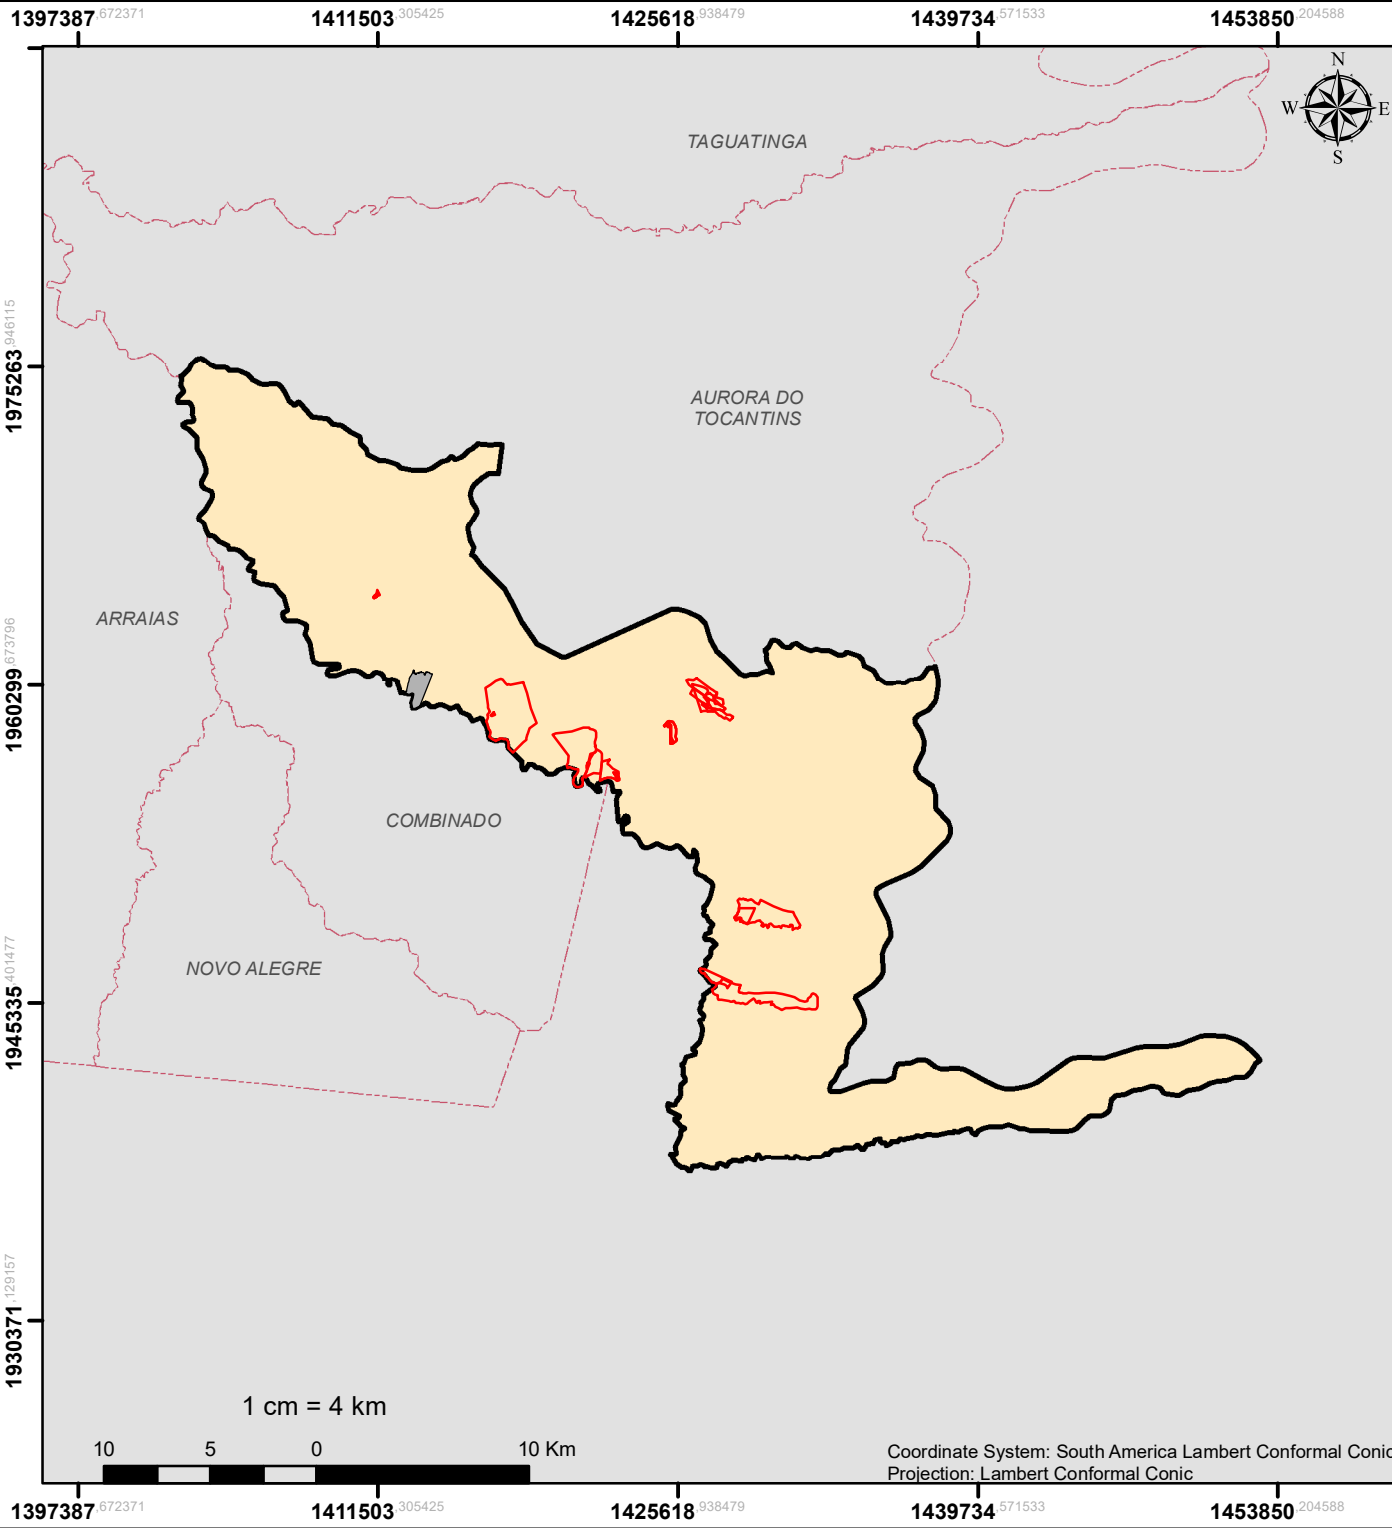 1397387,672371 1411503,305425 1425618,938479 1439734,571533 1453850,204588
N
W E
S
TAGUATINGA
1975263,946115
AURORA DO
TOCANTINS
ARRAIAS
1960299,673796
COMBINADO
NOVO ALEGRE
1945335,401477
1930371,129157
1 cm = 4 km
10 5 0 10 Km
Coordinate System: South America Lambert Conformal Conic
Projection: Lambert Conformal Conic
1397387,672371 1411503,305425 1425618,938479 1439734,571533 1453850,204588